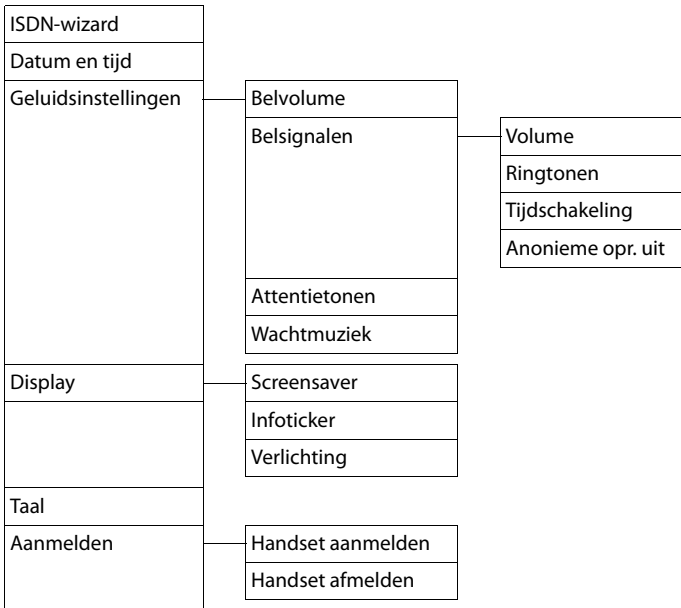 ISDN-wizard
Datum en tijd
Geluidsinstellingen
Belvolume
Belsignalen
Volume
Ringtonen
Tijdschakeling
Anonieme opr. uit
Attentietonen
Wachtmuziek
Display
Screensaver
Infoticker
Verlichting
Taal
Aanmelden
Handset aanmelden
Handset afmelden